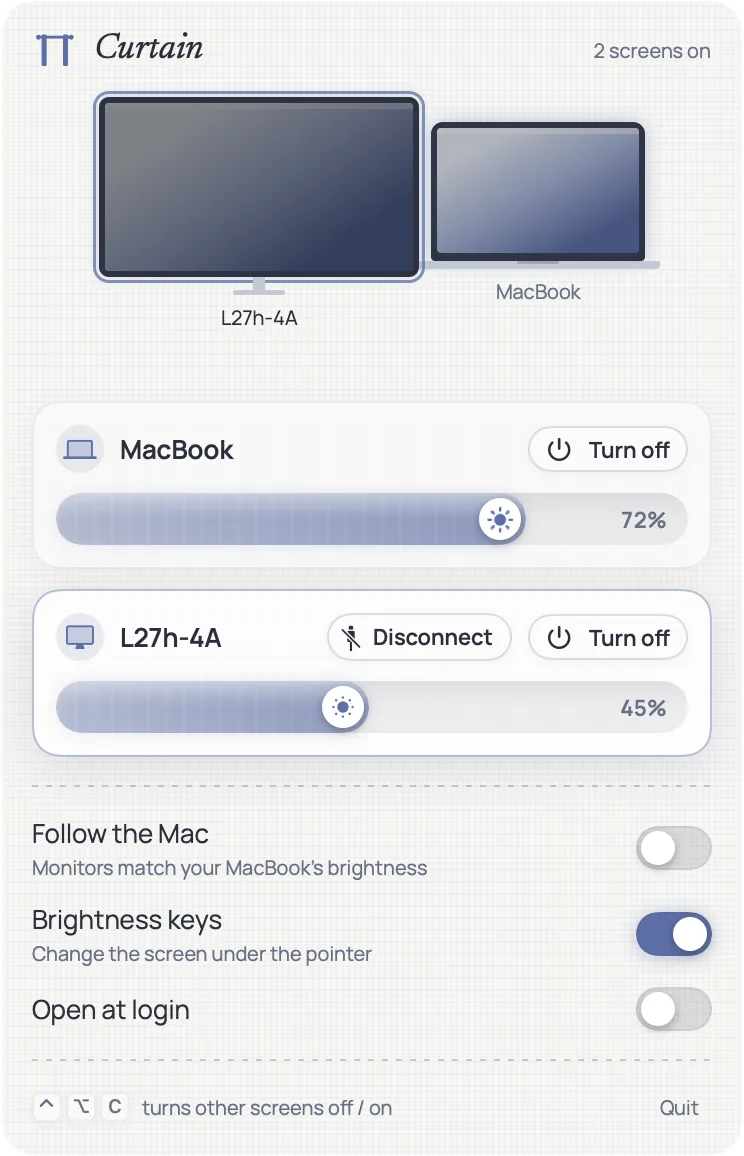 Curtain
2 screens on
L27h-4A
MacBook
MacBook
Turn off
72%
L27h-4A
Disconnect
Turn off
45%
Follow the Mac
Monitors match your MacBook's brightness
Brightness keys
Change the screen under the pointer
Open at login
⌃ ⌥ C turns other screens off / on
Quit